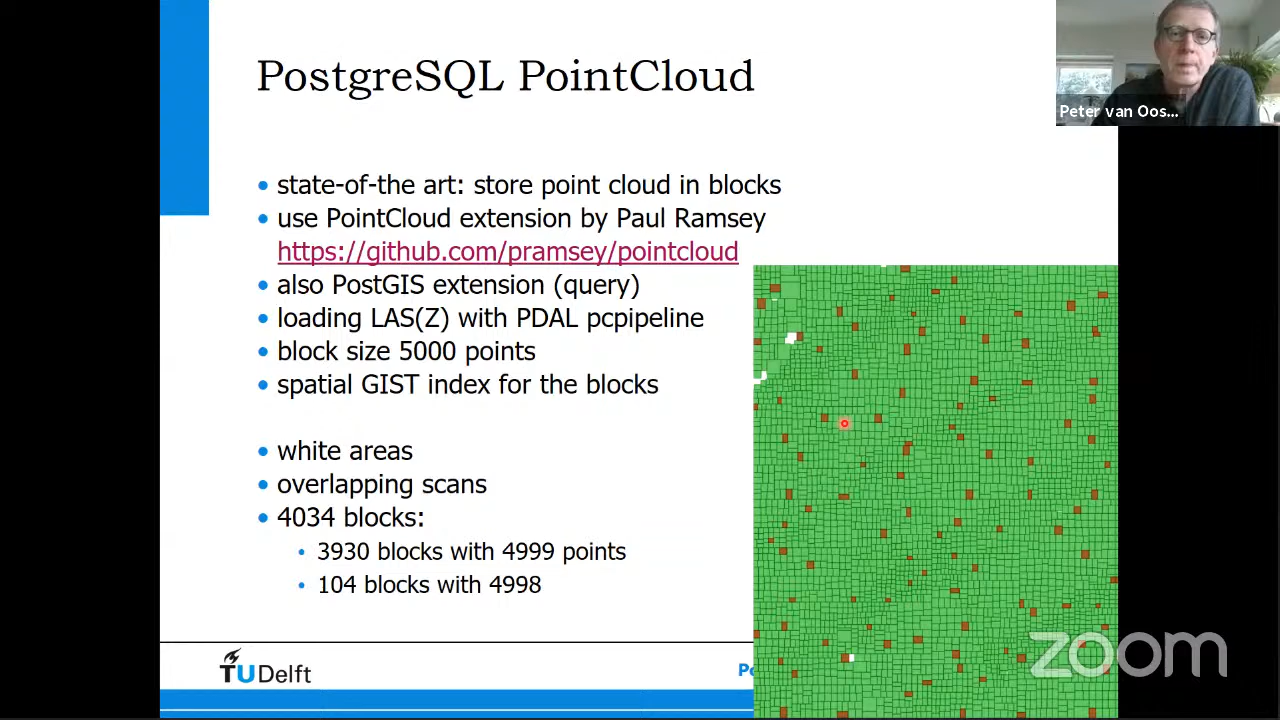 PostgreSQL PointCloud
Peter van Oos...
• state-of-the art: store point cloud in blocks
• use PointCloud extension by Paul Ramsey
https://github.com/pramsey/pointcloud
• also PostGIS extension (query)
• loading LAS(Z) with PDAL pcpipeline
• block size 5000 points
• spatial GIST index for the blocks
• white areas
• overlapping scans
• 4034 blocks:
• 3930 blocks with 4999 points
• 104 blocks with 4998
TUDelft
zoom